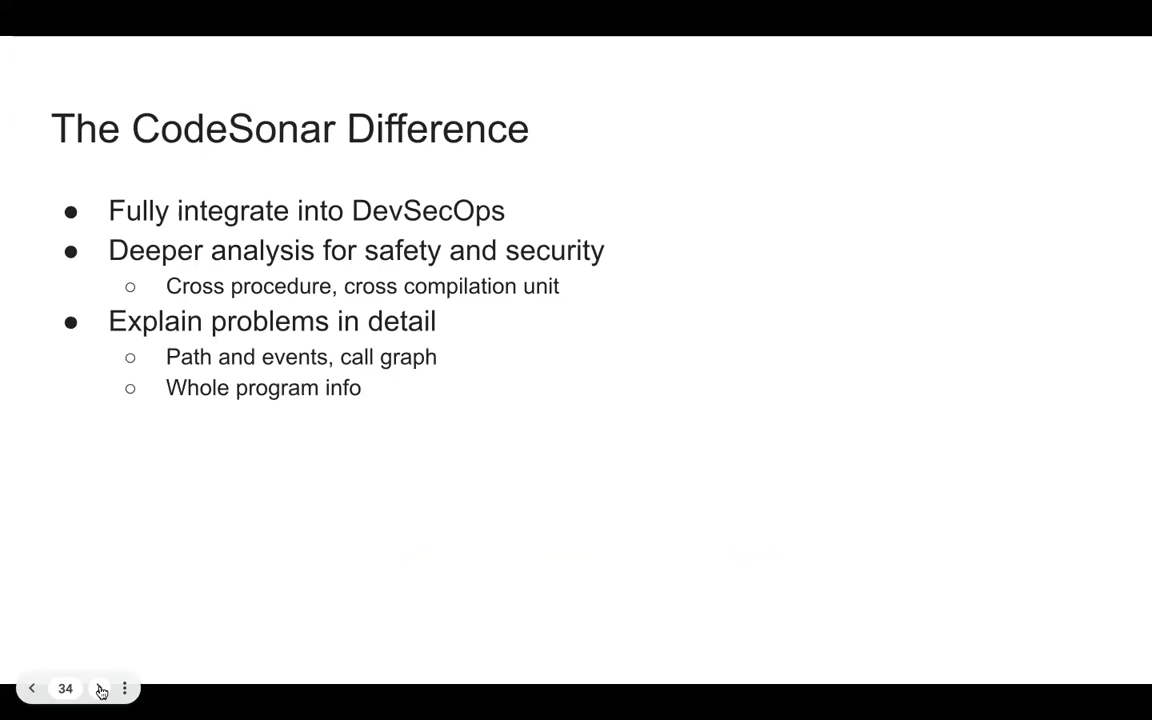 The CodeSonar Difference
● Fully integrate into DevSecOps
● Deeper analysis for safety and security
○ Cross procedure, cross compilation unit
● Explain problems in detail
○ Path and events, call graph
○ Whole program info
34